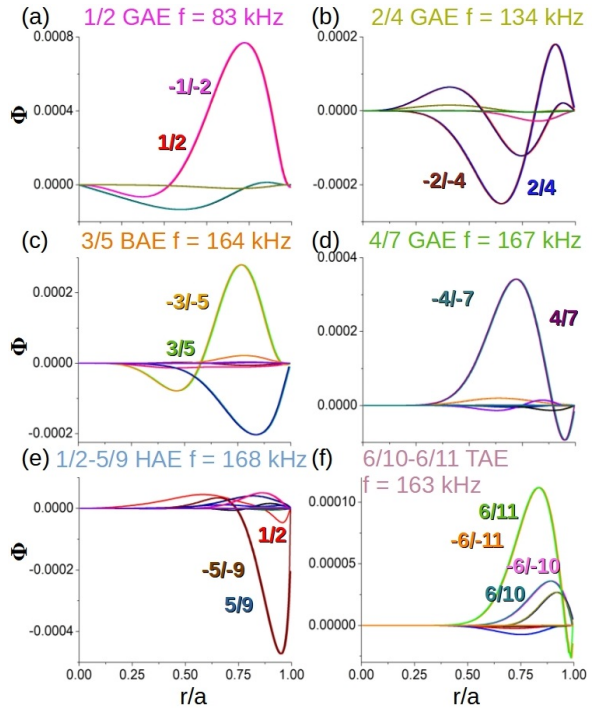 (a) 1/2 GAE f = 83 kHz
0.0008
0.0004
0.0000
Φ
-1/-2
1/2
(b) 2/4 GAE f = 134 kHz
0.0002
0.0000
-0.0002
-2/-4
2/4
(c) 3/5 BAE f = 164 kHz
0.0002
0.0000
-0.0002
Φ
-3/-5
3/5
(d) 4/7 GAE f = 167 kHz
0.0004
0.0002
0.0000
-4/-7
4/7
(e) 1/2-5/9 HAE f = 168 kHz
0.0000
-0.0002
-0.0004
Φ
1/2
-5/-9
5/9
0.00 0.25 0.50 0.75 1.00
r/a
(f) 6/10-6/11 TAE
f = 163 kHz
0.00010
0.00005
0.00000
6/11
-6/-11
-6/-10
6/10
0.00 0.25 0.50 0.75 1.00
r/a